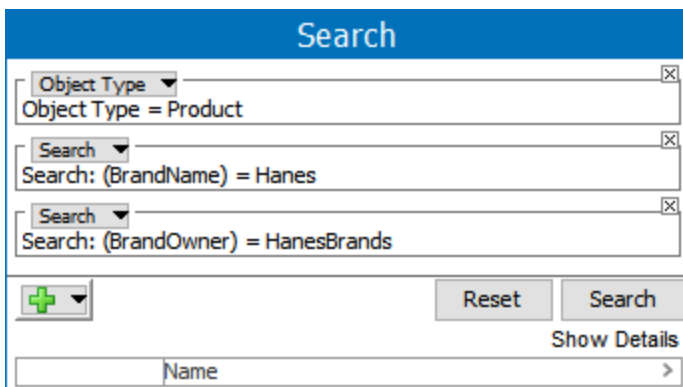 Search
Object Type
Object Type = Product
Search
Search: (BrandName) = Hanes
Search
Search: (BrandOwner) = HanesBrands
Reset Search
Show Details
Name